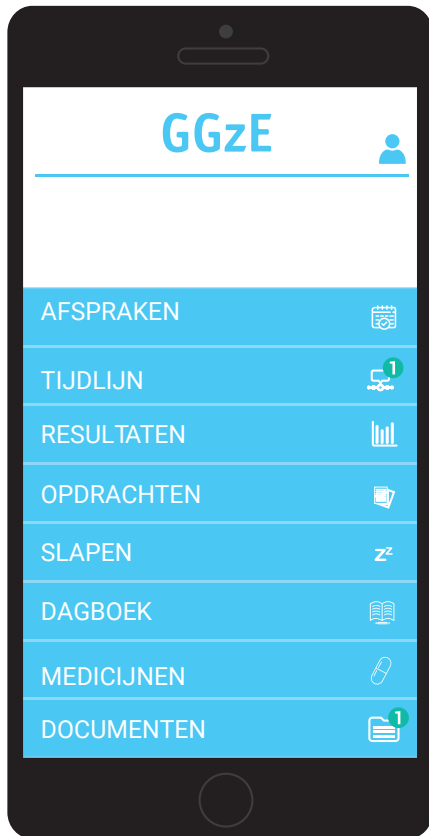 GGzE
AFSPRAKEN
TIJDLIJN 1
RESULTATEN
OPDRACHTEN
SLAPEN zz
DAGBOEK
MEDICIJNEN
DOCUMENTEN 1